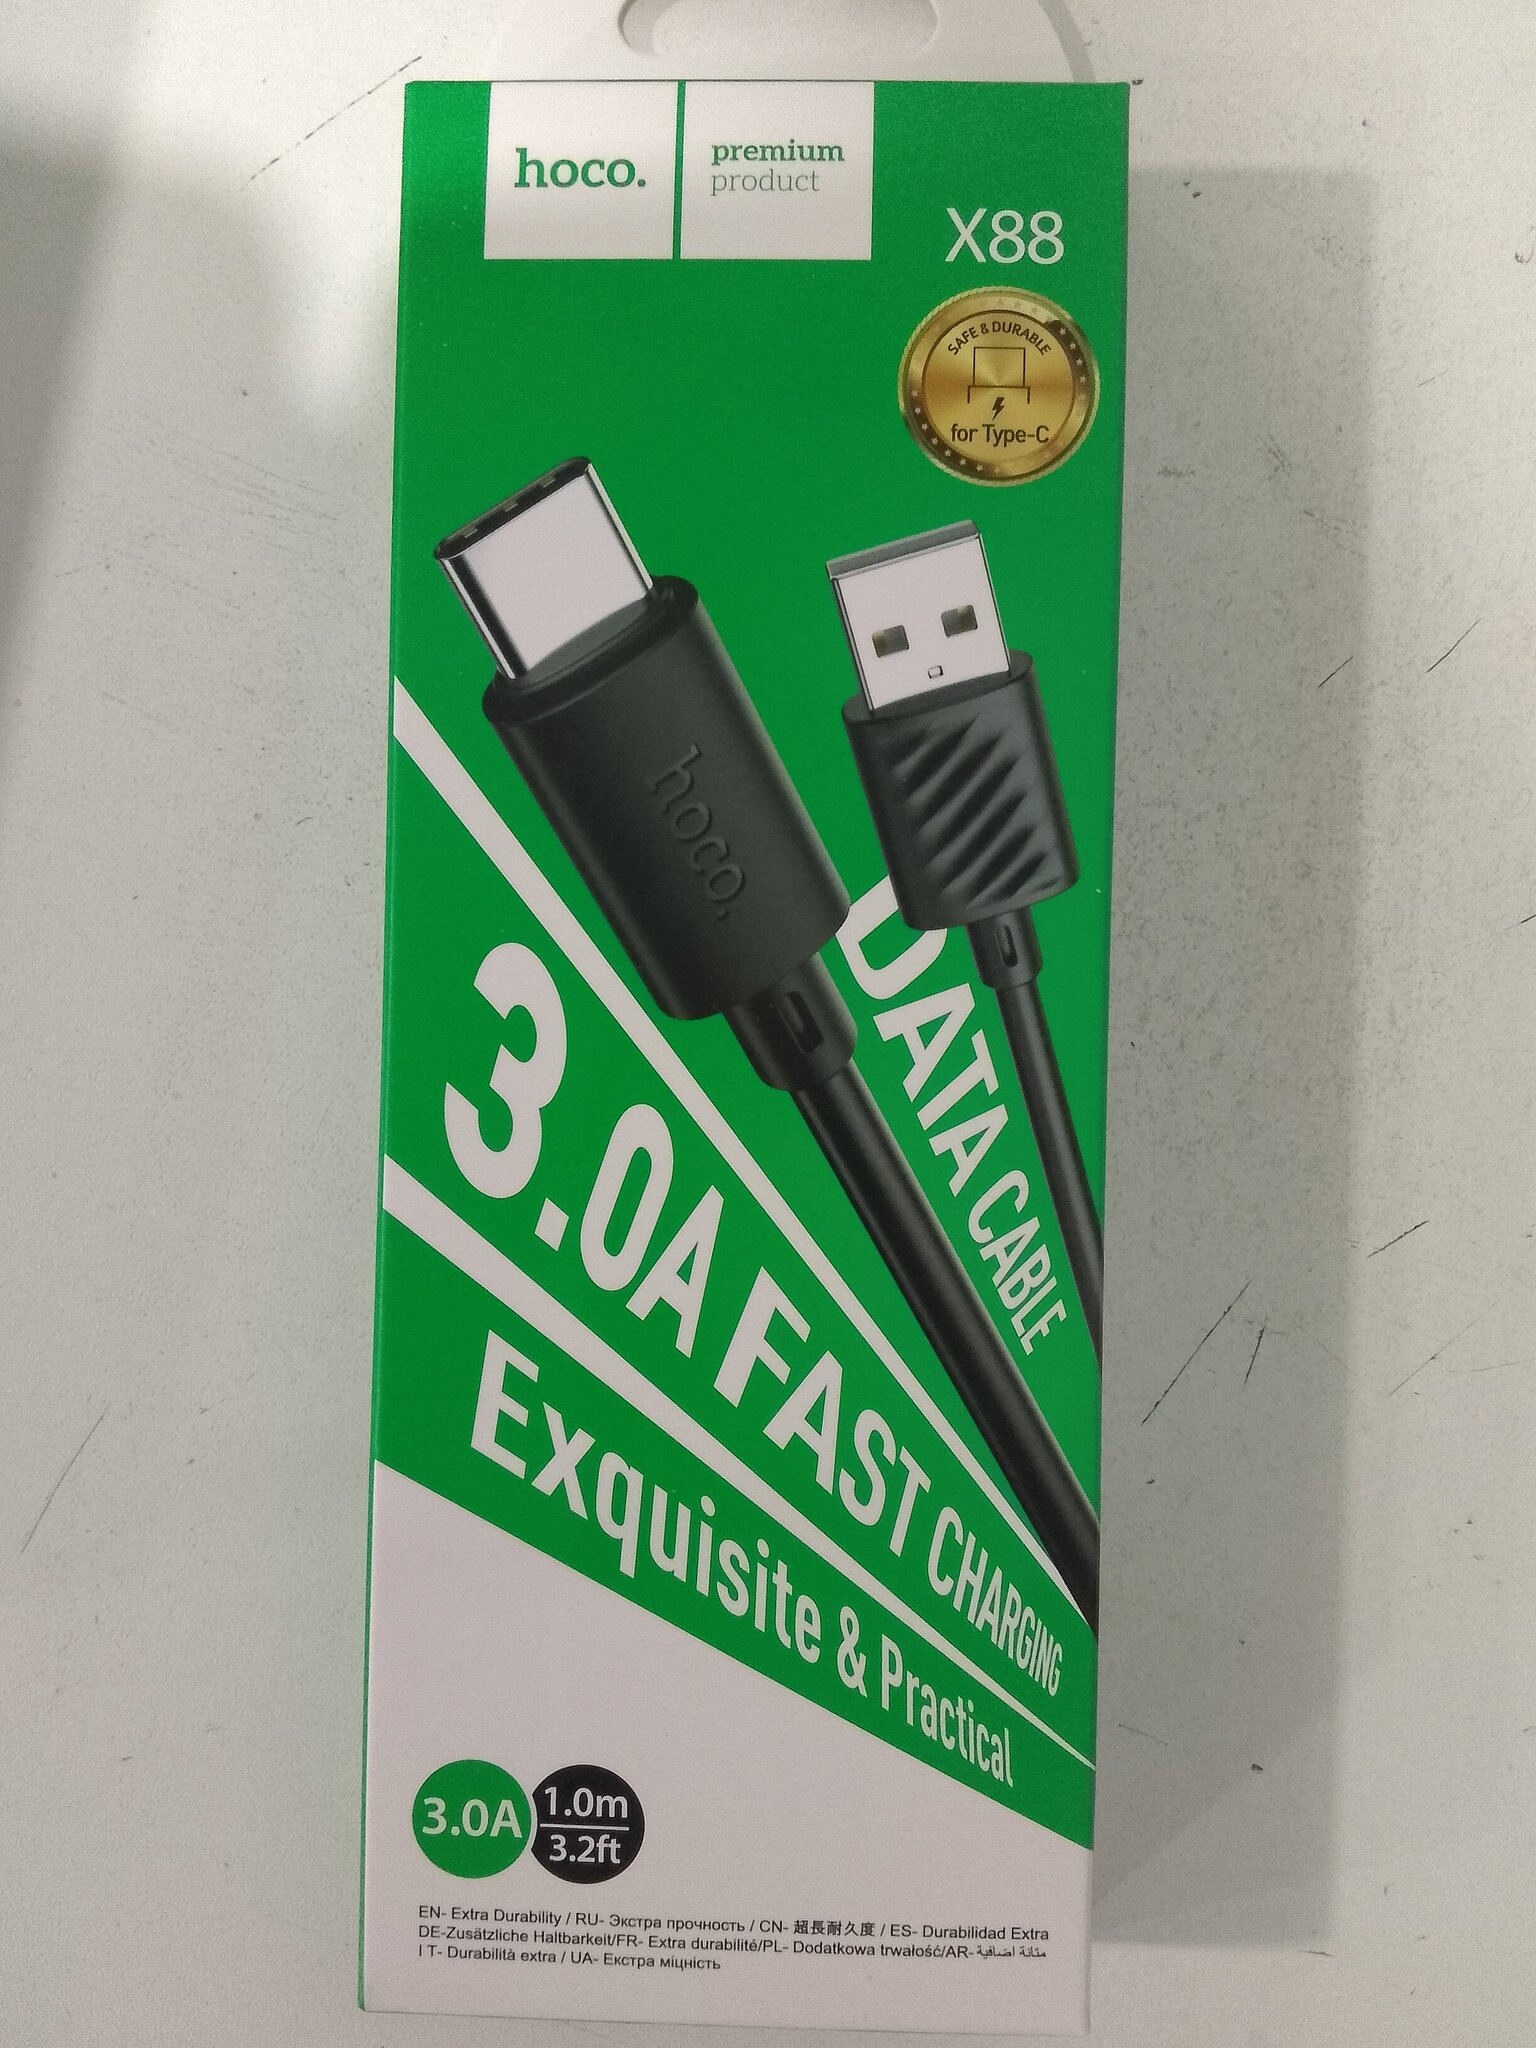 hoco.
premium
product
X88
SAFE & DURABLE
for Type-C
hoco.
DATA CABLE
3.0A FAST CHARGING
Exquisite & Practical
3.0A
1.0m
3.2ft
EN- Extra Durability / RU- Экстра прочность / CN- 超長耐久度 / ES- Durabilidad Extra
DE-Zusätzliche Haltbarkeit/FR- Extra durabilité/PL- Dodatkowa trwałość/AR- متانة اضافية
I T- Durabilità extra / UA- Екстра міцність